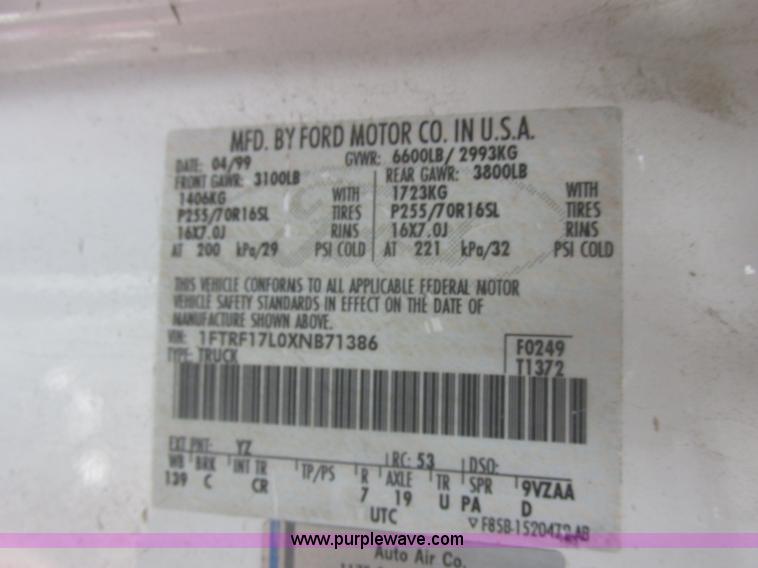 MFD. BY FORD MOTOR CO. IN U.S.A.
DATE: 04/99 GVWR: 6600LB/ 2993KG
FRONT GAWR: 3100LB REAR GAWR: 3800LB
1406KG WITH 1723KG WITH
P255/70R16SL TIRES P255/70R16SL TIRES
16X7.0J RIMS 16X7.0J RIMS
AT 200 kPa/29 PSI COLD AT 221 kPa/32 PSI COLD
THIS VEHICLE CONFORMS TO ALL APPLICABLE FEDERAL MOTOR
VEHICLE SAFETY STANDARDS IN EFFECT ON THE DATE OF
MANUFACTURE SHOWN ABOVE.
VIN: 1FTRF17L0XNB71386 F0249
TYPE: TRUCK T1372
EXT PNT: YZ RC: 53 DSO:
WB BRK INT TR TP/PS R AXLE TR SPR 9VZAA
139 C CR 7 19 U PA D
UTC ▽F85B-1520472-AB
www.purplewave.com
Auto Air Co.